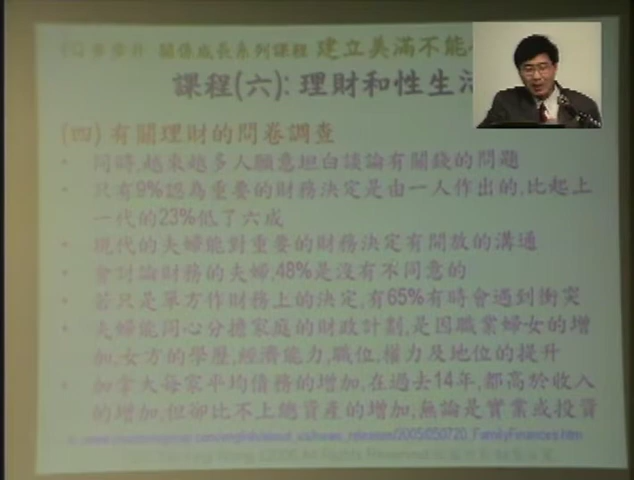 關係成長系列課程 建立美滿不能
課程(六): 理財和性生活
(四) 有關理財的問卷調查
• 同時,越來越多人願意坦白談論有關錢的問題
• 只有9%認為重要的財務決定是由一人作出的,比起上
一代的23%低了六成
• 現代的夫婦能對重要的財務決定有開放的溝通
• 會討論財務的夫婦,48%是沒有不同意的
• 若只是單方作財務上的決定,有65%有時會遇到衝突
• 夫婦能同心分擔家庭的財政計劃,是因職業婦女的增
加,女方的學歷,經濟能力,職位,權力及地位的提升
• 加拿大每家平均債務的增加,在過去14年,都高於收入
的增加,但卻比不上總資產的增加,無論是實業或投資